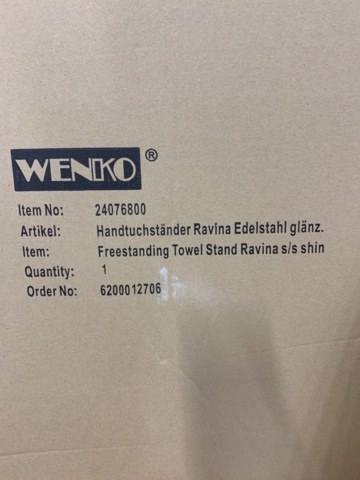 WENKO®
Item No: 24076800
Artikel: Handtuchständer Ravina Edelstahl glänz.
Item: Freestanding Towel Stand Ravina s/s shin
Quantity: 1
Order No: 6200012706